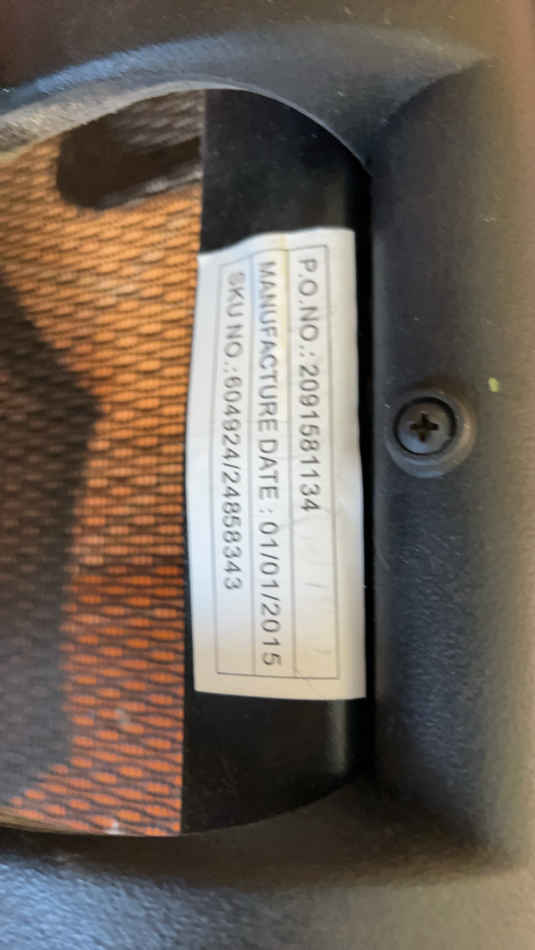 P.O.NO.: 2091581134
MANUFACTURE DATE : 01/01/2015
SKU NO.:604924/24858343